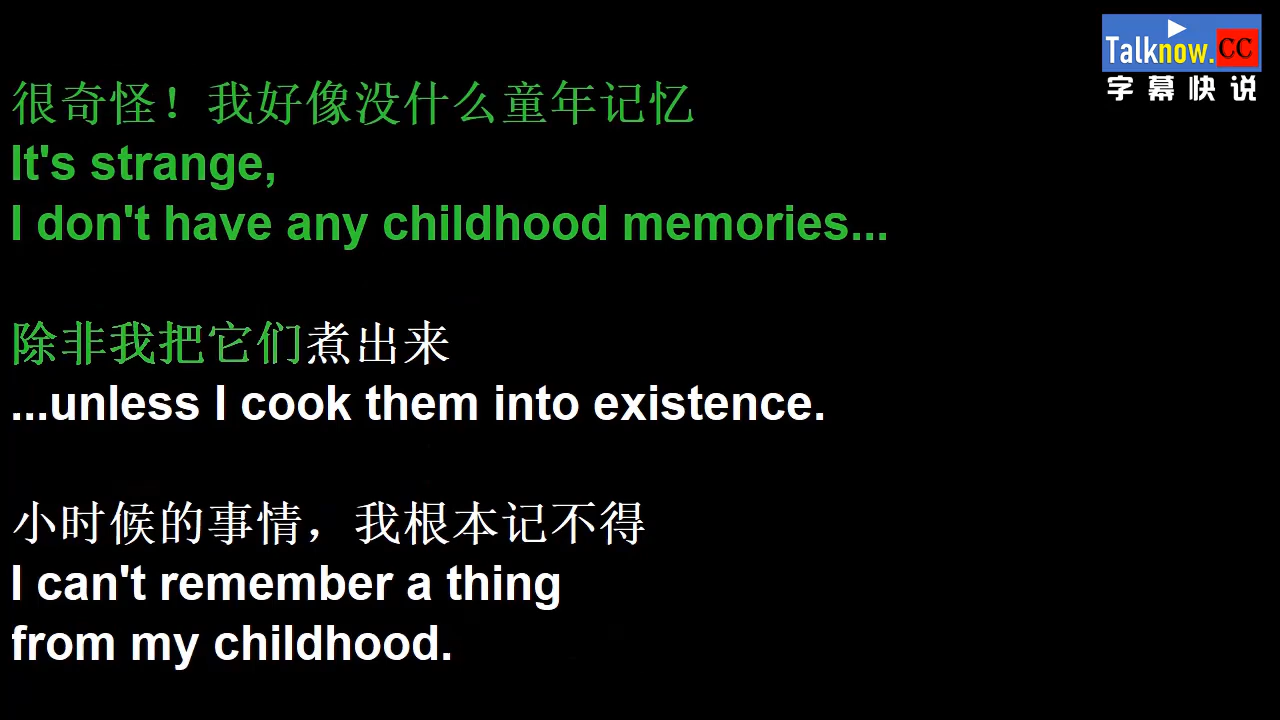 Talknow.CC
字幕快说
很奇怪！我好像没什么童年记忆
It's strange,
I don't have any childhood memories...
除非我把它们煮出来
...unless I cook them into existence.
小时候的事情，我根本记不得
I can't remember a thing
from my childhood.